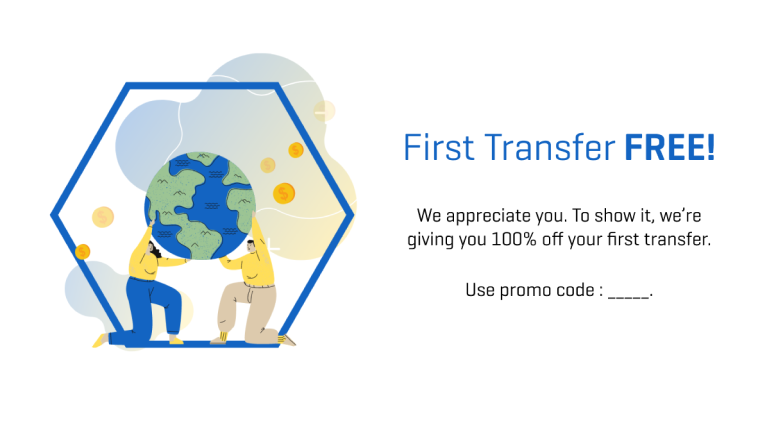 First Transfer FREE!
We appreciate you. To show it, we’re
giving you 100% off your first transfer.
Use promo code : _____.